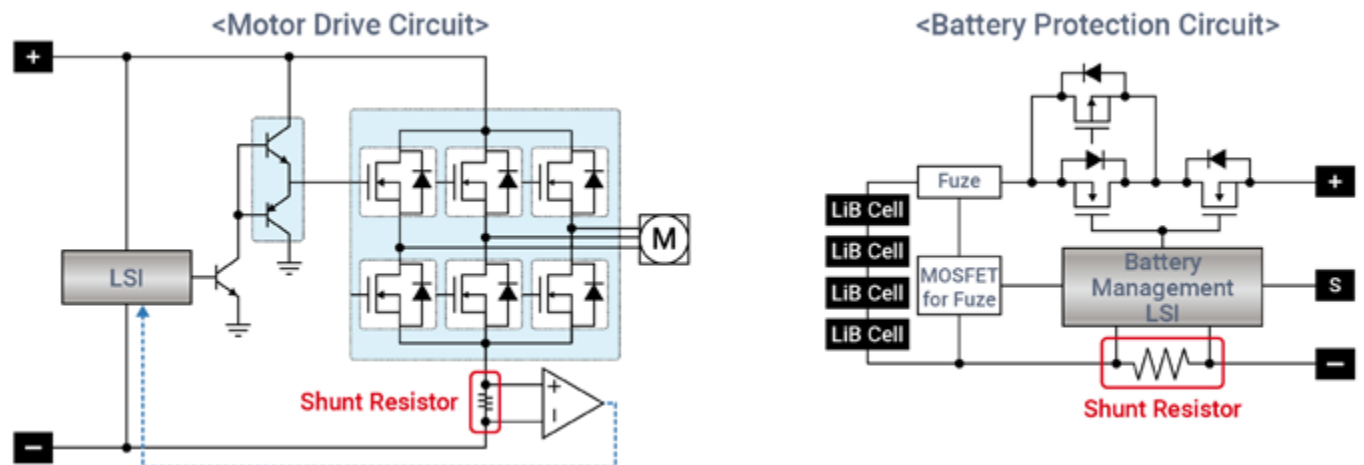 <Motor Drive Circuit>
+
LSI
M
Shunt Resistor
+
−
−
<Battery Protection Circuit>
Fuze
+
LiB Cell
LiB Cell
LiB Cell
LiB Cell
MOSFET
for Fuze
Battery
Management
LSI
S
−
Shunt Resistor